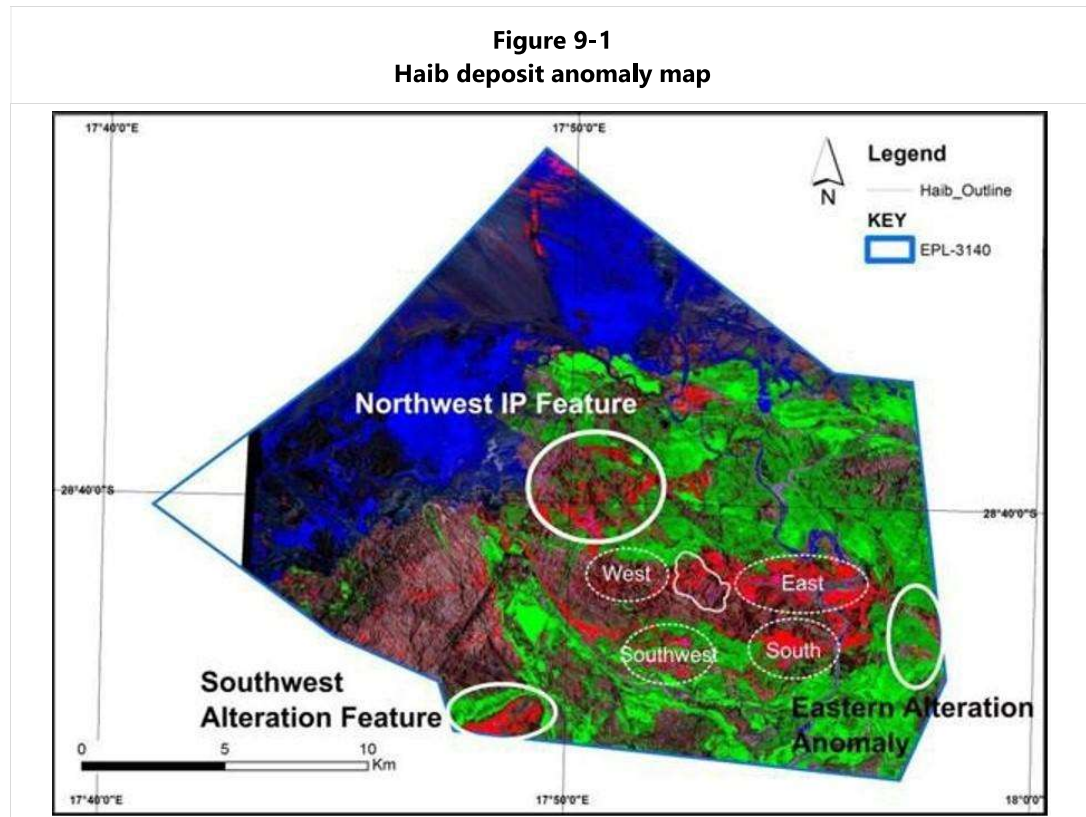 Figure 9-1
Haib deposit anomaly map
17°40'0"E
17°50'0"E
Legend
N
Haib_Outline
KEY
EPL-3140
Northwest IP Feature
28°40'0"S
28°40'0"S
West
East
Southwest
South
Southwest
Alteration Feature
Eastern Alteration
Anomaly
0 5 10
Km
17°40'0"E
17°50'0"E
18°0'0"